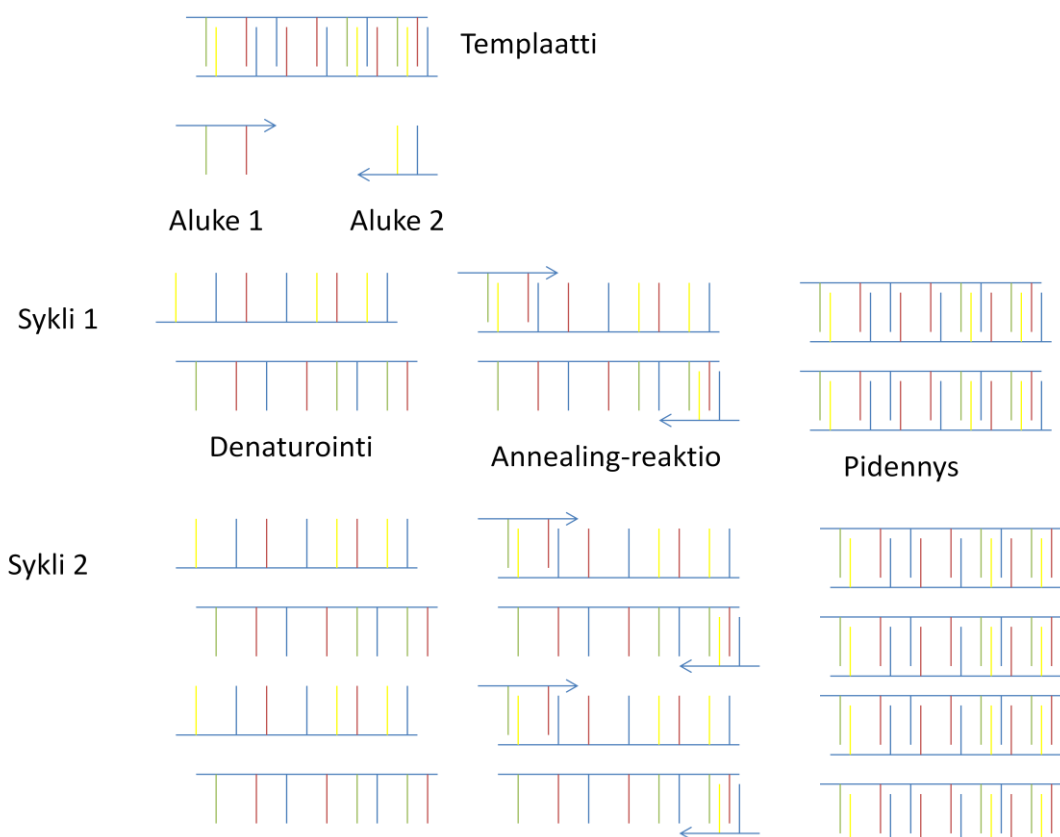 Templaatti
Aluke 1
Aluke 2
Sykli 1
Denaturointi
Annealing-reaktio
Pidennys
Sykli 2